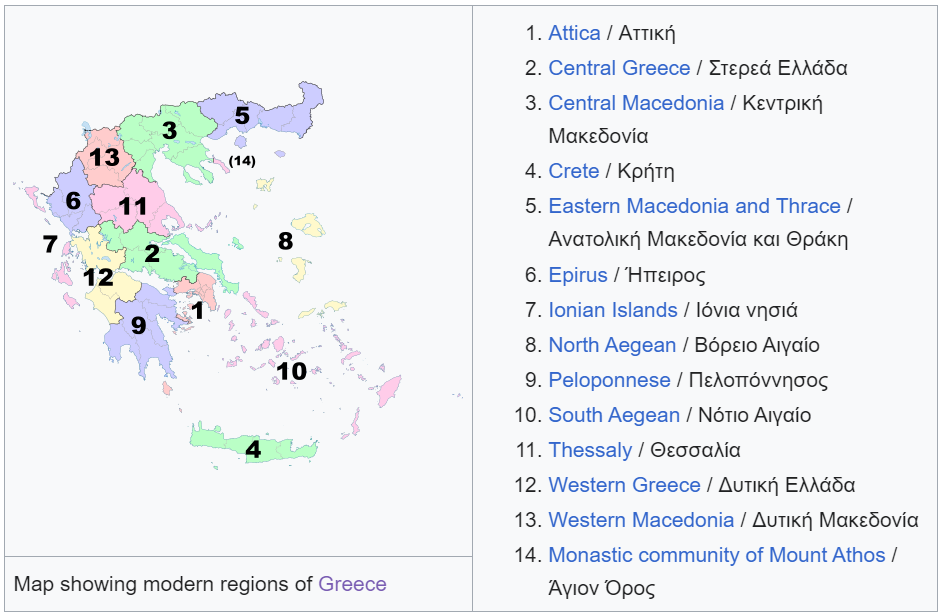 3
5
13
(14)
6
11
7
8
2
12
1
9
10
4
Map showing modern regions of Greece
1. Attica / Αττική
2. Central Greece / Στερεά Ελλάδα
3. Central Macedonia / Κεντρική
Μακεδονία
4. Crete / Κρήτη
5. Eastern Macedonia and Thrace /
Ανατολική Μακεδονία και Θράκη
6. Epirus / Ήπειρος
7. Ionian Islands / Ιόνια νησιά
8. North Aegean / Βόρειο Αιγαίο
9. Peloponnese / Πελοπόννησος
10. South Aegean / Νότιο Αιγαίο
11. Thessaly / Θεσσαλία
12. Western Greece / Δυτική Ελλάδα
13. Western Macedonia / Δυτική Μακεδονία
14. Monastic community of Mount Athos /
Άγιον Όρος